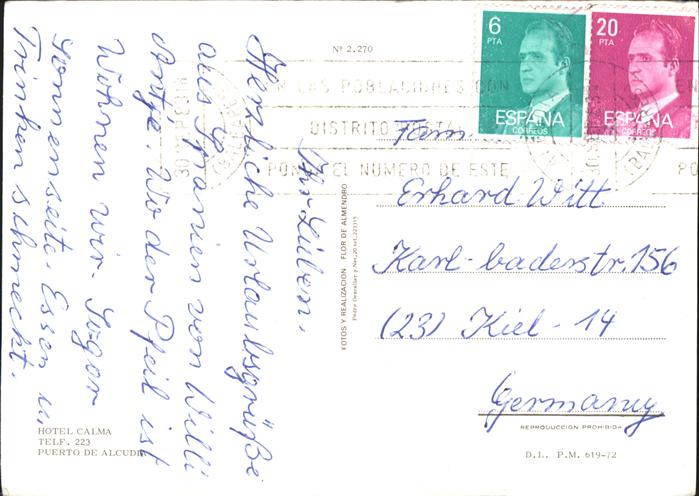 Nº 2.270
6
PTA
ESPAÑA
CORREOS
20
PTA
ESPAÑA
CORREOS
EN LAS POBLACIONES CON
DISTRITO POSTAL
PONGA EL NUMERO DE ESTE
PO
Ihr Lieben,
Herzliche Urlaubsgrüße
aus Spanien von Willi
Antje. Wo der Pfeil ist
Wohnen wir Sogar
Sonnenseite. Essen u.
Trinken schmeckt.
Fam.
Erhard Witt
Karl-baderstr. 156
(23) Kiel - 14
Germany
FOTOS Y REALIZACION FLOR DE ALMENDRO
REPRODUCCION PROHIBIDA
D. L. P. M. 619-72
HOTEL CALMA
TELF. 223
PUERTO DE ALCUDIA